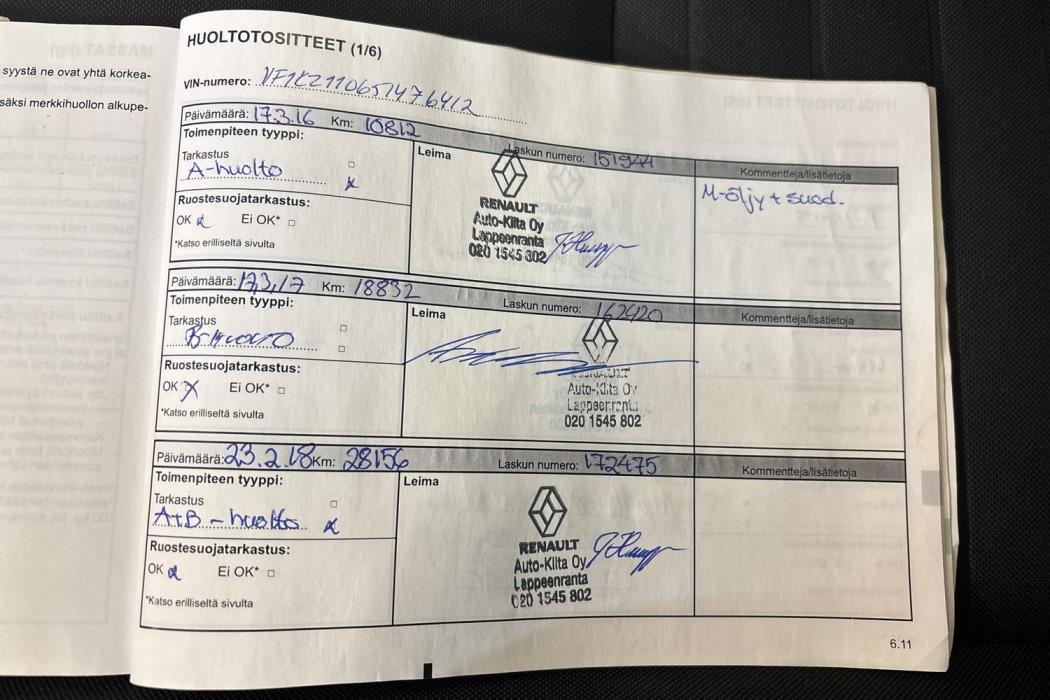 syystä ne ovat yhtä korkea-
säksi merkkihuollon alkupe-
HUOLTOTOSITTEET (1/6)
VIN-numero: VF1KZ110651476412
Päivämäärä: 17.3.16 Km: 10812
Laskun numero: 151944
Toimenpiteen tyyppi:
Tarkastus
A-huolto
Ruostesuojatarkastus:
OK Ei OK*
*Katso erilliseltä sivulta
Leima
RENAULT
Auto-Kilta Oy
Lappeenranta
020 1545 802
Kommentteja/lisätietoja
M-öljy + suod.
Päivämäärä: 17.3.17 Km: 18832
Laskun numero: 162420
Toimenpiteen tyyppi:
Tarkastus
B-Huolto
Ruostesuojatarkastus:
OK Ei OK*
*Katso erilliseltä sivulta
Leima
RENAULT
Auto-Kilta Oy
Lappeenranta
020 1545 802
Kommentteja/lisätietoja
Päivämäärä: 23.2.18 Km: 28156
Laskun numero: 172475
Toimenpiteen tyyppi:
Tarkastus
A+B-huolto
Ruostesuojatarkastus:
OK Ei OK*
*Katso erilliseltä sivulta
Leima
RENAULT
Auto-Kilta Oy
Lappeenranta
020 1545 802
Kommentteja/lisätietoja
6.11